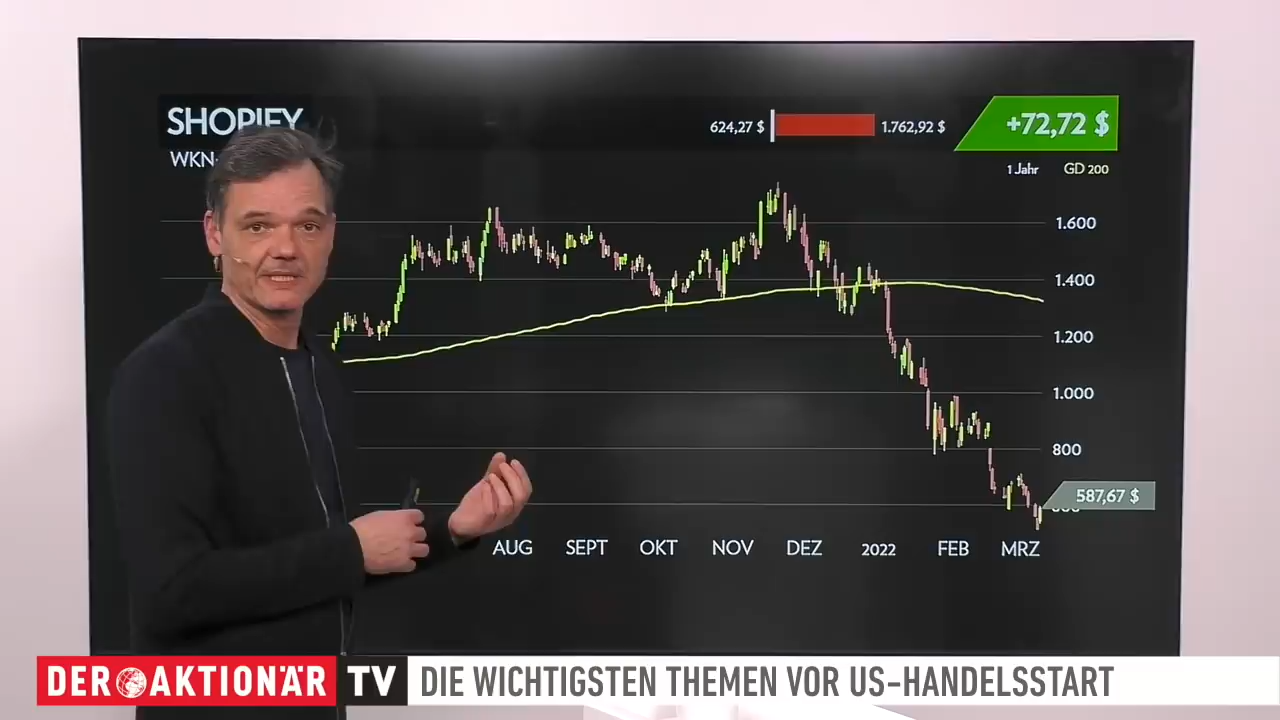 SHOPIFY
WKN:
624,27 $ 1.762,92 $
+72,72 $
1 Jahr GD 200
1.600
1.400
1.200
1.000
800
587,67 $
AUG SEPT OKT NOV DEZ 2022 FEB MRZ
DER AKTIONÄR TV
DIE WICHTIGSTEN THEMEN VOR US-HANDELSSTART